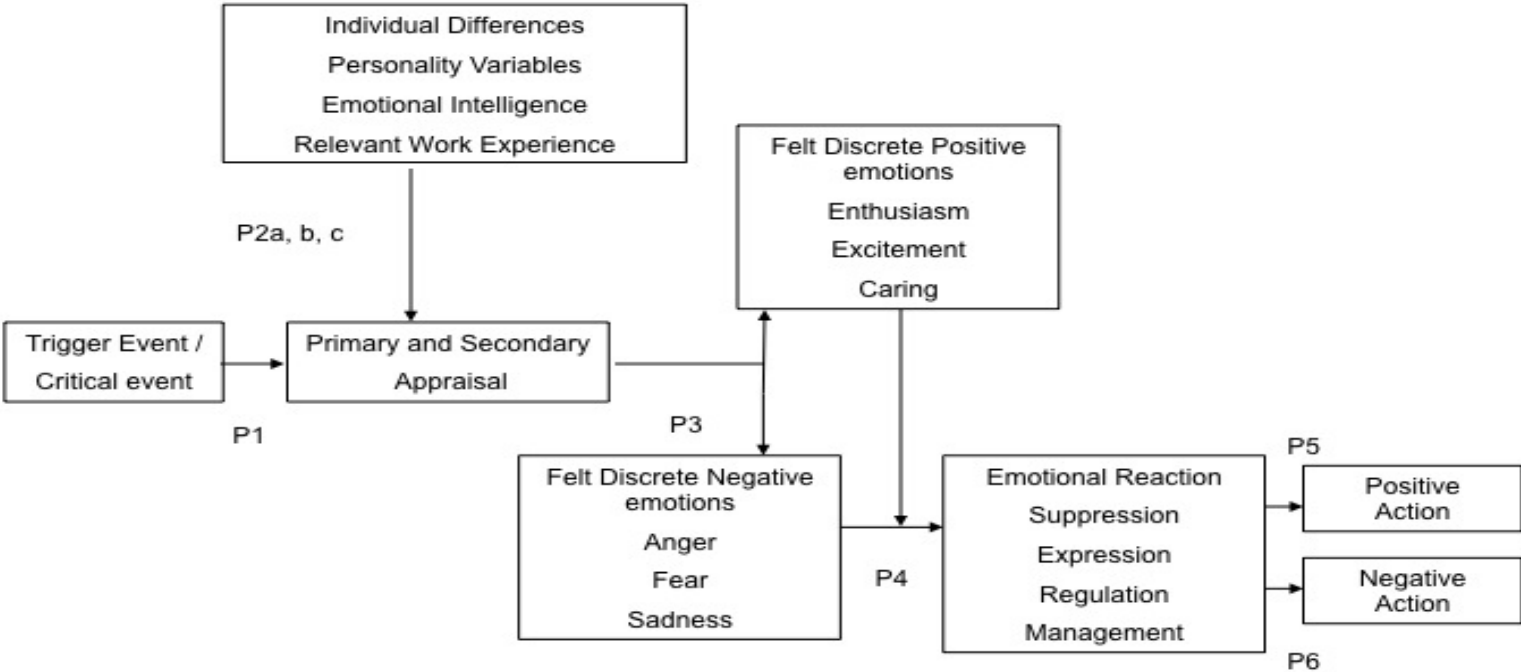 Individual Differences
Personality Variables
Emotional Intelligence
Relevant Work Experience
P2a, b, c
Felt Discrete Positive
emotions
Enthusiasm
Excitement
Caring
Trigger Event /
Critical event
P1
Primary and Secondary
Appraisal
P3
Felt Discrete Negative
emotions
Anger
Fear
Sadness
P4
Emotional Reaction
Suppression
Expression
Regulation
Management
P5
Positive
Action
Negative
Action
P6